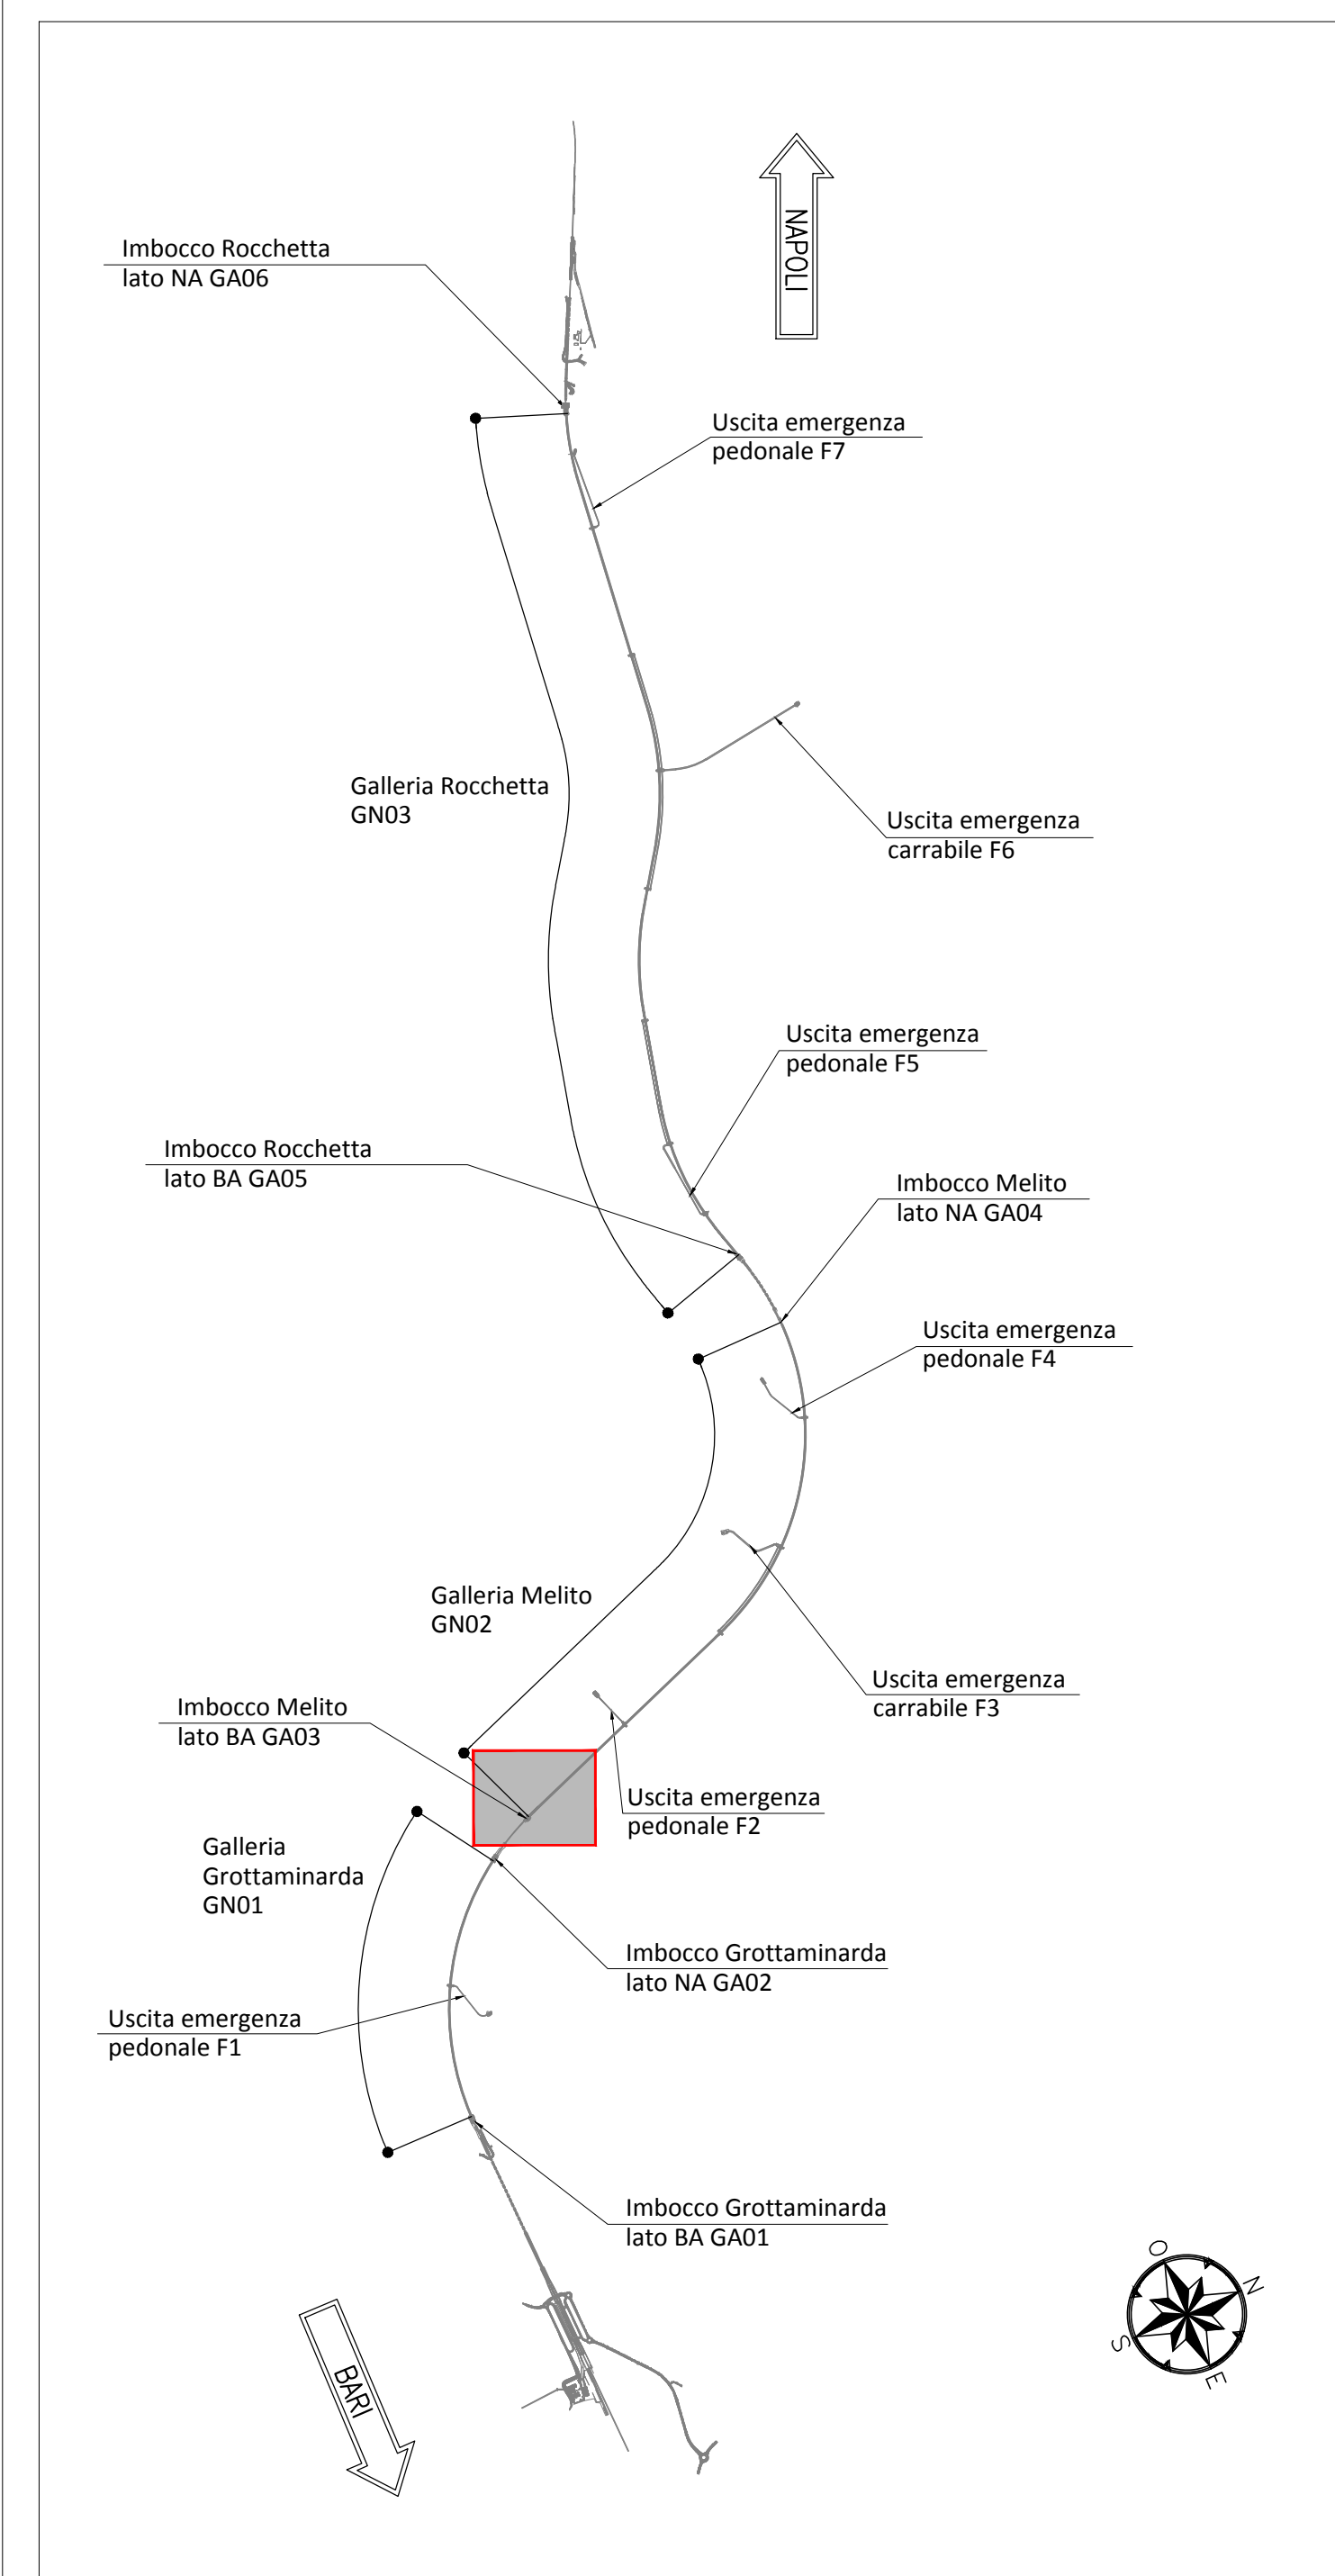 NAPOLI
Imbocco Rocchetta
lato NA GA06
Uscita emergenza
pedonale F7
Galleria Rocchetta
GN03
Uscita emergenza
carrabile F6
Uscita emergenza
pedonale F5
Imbocco Rocchetta
lato BA GA05
Imbocco Melito
lato NA GA04
Uscita emergenza
pedonale F4
Galleria Melito
GN02
Uscita emergenza
carrabile F3
Imbocco Melito
lato BA GA03
Uscita emergenza
pedonale F2
Galleria
Grottaminarda
GN01
Imbocco Grottaminarda
lato NA GA02
Uscita emergenza
pedonale F1
Imbocco Grottaminarda
lato BA GA01
BARI
O
N
S
E